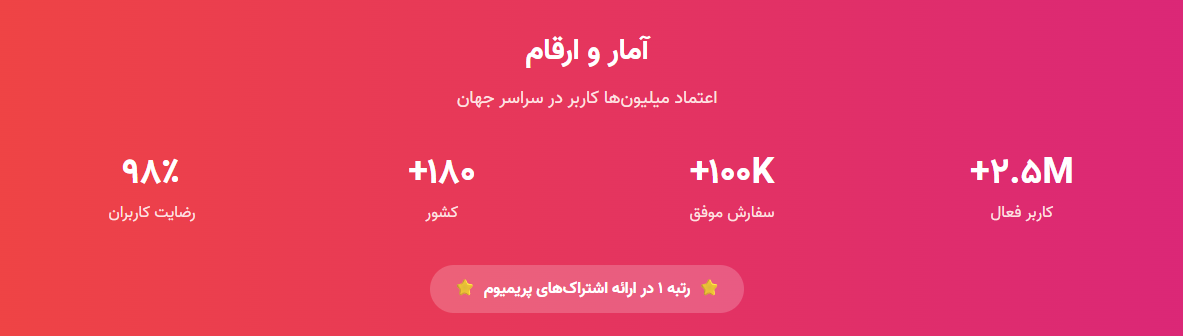 آمار و ارقام
اعتماد میلیون‌ها کاربر در سراسر جهان
+۲.۵M
کاربر فعال
+۱۰۰K
سفارش موفق
+۱۸۰
کشور
۹۸٪
رضایت کاربران
⭐ رتبه ۱ در ارائه اشتراک‌های پریمیوم ⭐